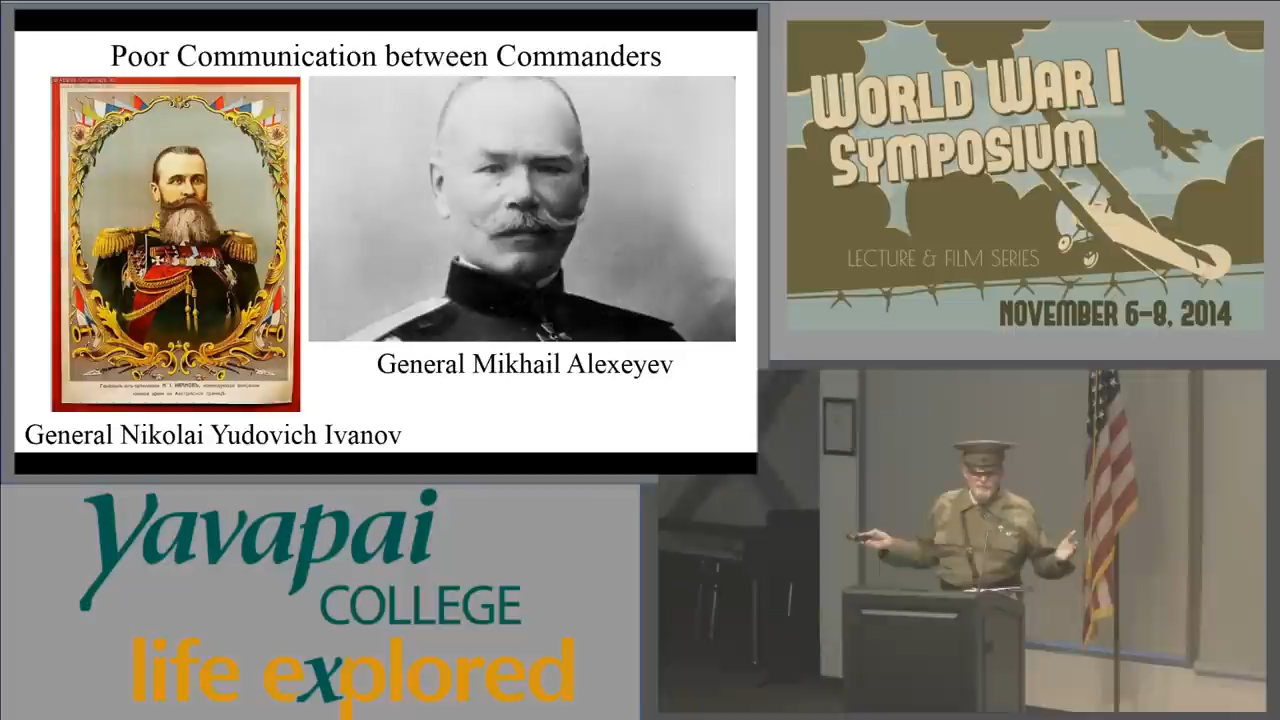 Poor Communication between Commanders
General Mikhail Alexeyev
General Nikolai Yudovich Ivanov
WORLD WAR I
SYMPOSIUM
LECTURE & FILM SERIES
NOVEMBER 6-8, 2014
Yavapai
COLLEGE
life explored